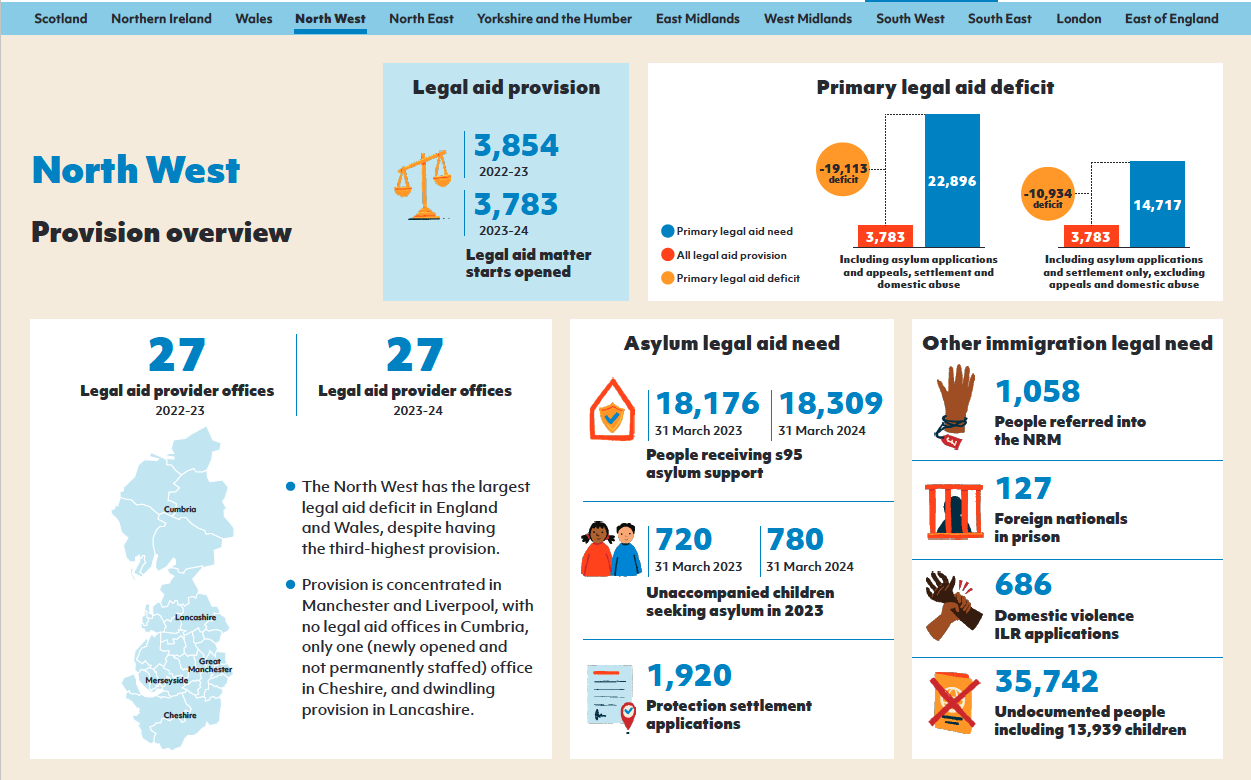 Scotland
Northern Ireland
Wales
North West
North East
Yorkshire and the Humber
East Midlands
West Midlands
South West
South East
London
East of England
North West
Provision overview
Legal aid provision
3,854
2022-23
3,783
2023-24
Legal aid matter
starts opened
Primary legal aid deficit
Primary legal aid need
All legal aid provision
Primary legal aid deficit
-19,113
deficit
3,783
22,896
Including asylum applications
and appeals, settlement and
domestic abuse
-10,934
deficit
3,783
14,717
Including asylum applications
and settlement only, excluding
appeals and domestic abuse
27
Legal aid provider offices
2022-23
27
Legal aid provider offices
2023-24
Cumbria
Lancashire
Great
Manchester
Merseyside
Cheshire
The North West has the largest
legal aid deficit in England
and Wales, despite having
the third-highest provision.
Provision is concentrated in
Manchester and Liverpool, with
no legal aid offices in Cumbria,
only one (newly opened and
not permanently staffed) office
in Cheshire, and dwindling
provision in Lancashire.
Asylum legal aid need
18,176
31 March 2023
18,309
31 March 2024
People receiving s95
asylum support
720
31 March 2023
780
31 March 2024
Unaccompanied children
seeking asylum in 2023
1,920
Protection settlement
applications
Other immigration legal need
£
1,058
People referred into
the NRM
127
Foreign nationals
in prison
686
Domestic violence
ILR applications
35,742
Undocumented people
including 13,939 children